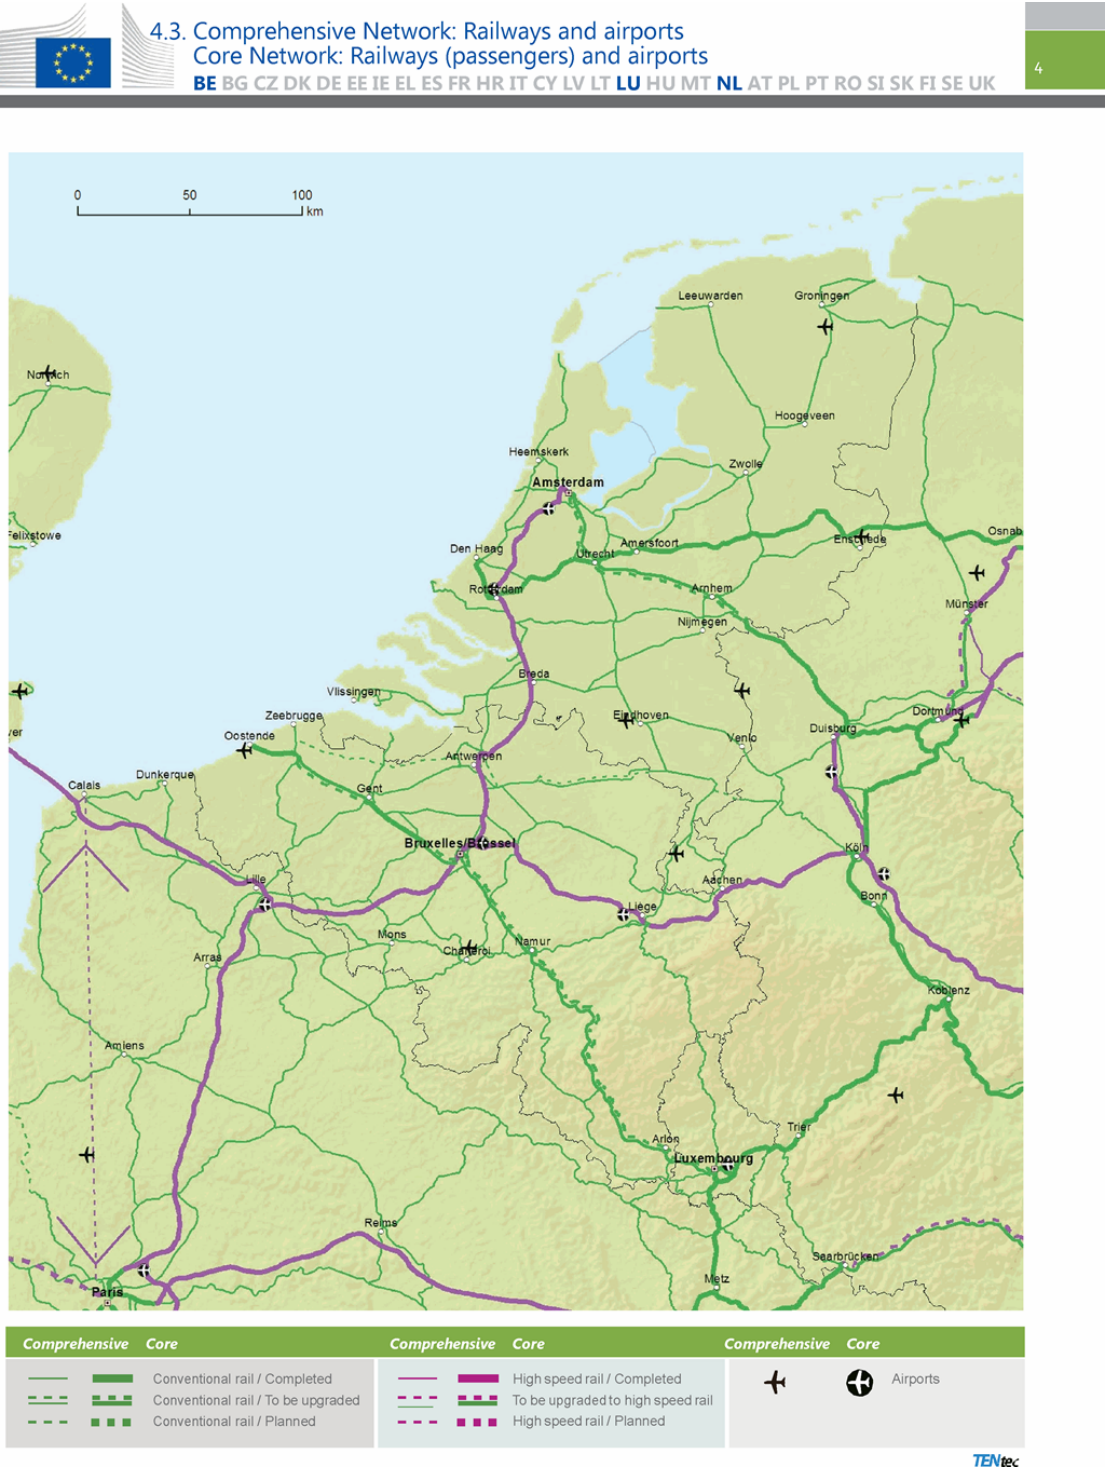 4.3. Comprehensive Network: Railways and airports
Core Network: Railways (passengers) and airports
BE BG CZ DK DE EE IE EL ES FR HR IT CY LV LT LU HU MT NL AT PL PT RO SI SK FI SE UK
4
0 50 100
km
Leeuwarden
Groningen
Norwich
Hoogeveen
Heemskerk
Zwolle
Amsterdam
Felixstowe
Osnab
Enschede
Amersfoort
Den Haag
Utrecht
Rotterdam
Arnhem
Münster
Nijmegen
Breda
Vlissingen
Zeebrugge
Eindhoven
Dortmund
ver
Oostende
Duisburg
Venlo
Antwerpen
Dunkerque
Calais
Gent
Bruxelles/Brussel
Köln
Lille
Aachen
Bonn
Liège
Mons
Namur
Charleroi
Arras
Koblenz
Amiens
Trier
Arlon
Luxembourg
Reims
Saarbrücken
Metz
Paris
Comprehensive Core Comprehensive Core Comprehensive Core
Conventional rail / Completed High speed rail / Completed Airports
Conventional rail / To be upgraded To be upgraded to high speed rail
Conventional rail / Planned High speed rail / Planned
TENtec